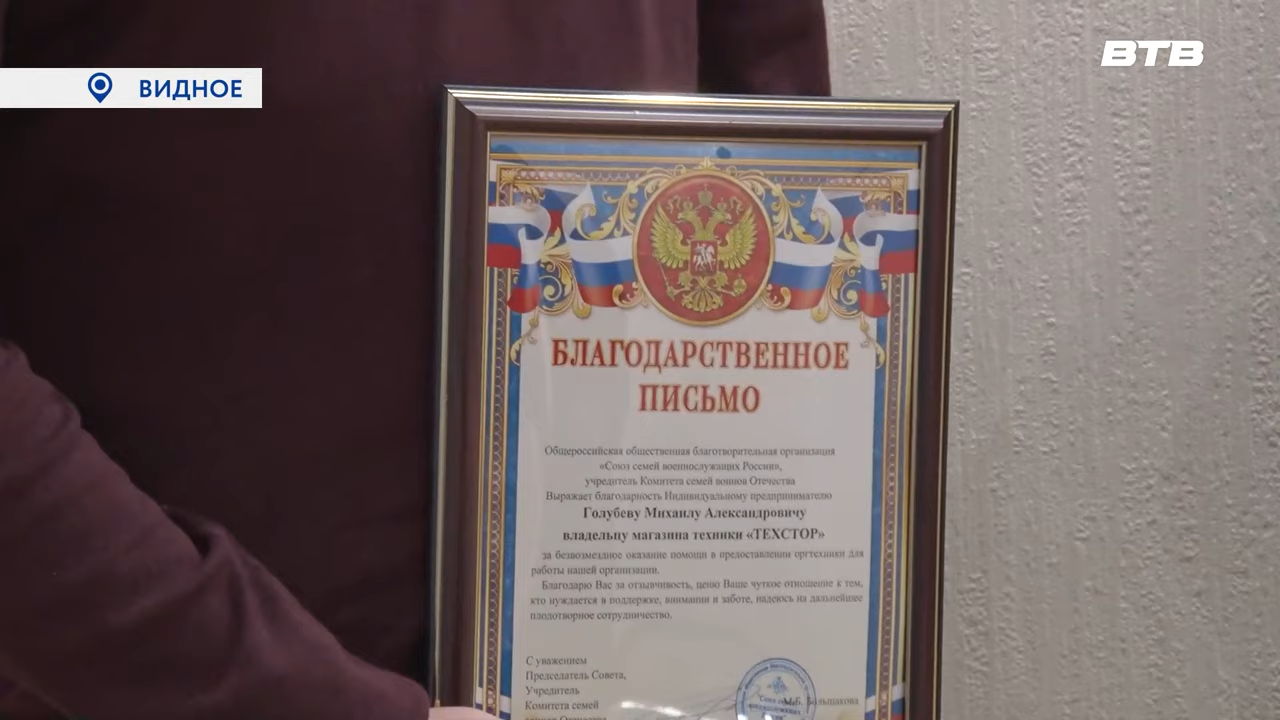 ВТВ
ВИДНОЕ
БЛАГОДАРСТВЕННОЕ
ПИСЬМО
Общероссийская общественная благотворительная организация
«Союз семей военнослужащих России»,
учредитель Комитета семей воинов Отечества
Выражает благодарность Индивидуальному предпринимателю
Голубеву Михаилу Александровичу
владельцу магазина техники «ТЕХСТОР»
за безвозмездное оказание помощи в предоставлении оргтехники для
работы нашей организации.
Благодарю Вас за отзывчивость, ценю Ваше чуткое отношение к тем,
кто нуждается в поддержке, внимании и заботе, надеюсь на дальнейшее
плодотворное сотрудничество.
С уважением
Председатель Совета,
Учредитель
Комитета семей
воинов Отечества
М.Б. Большакова